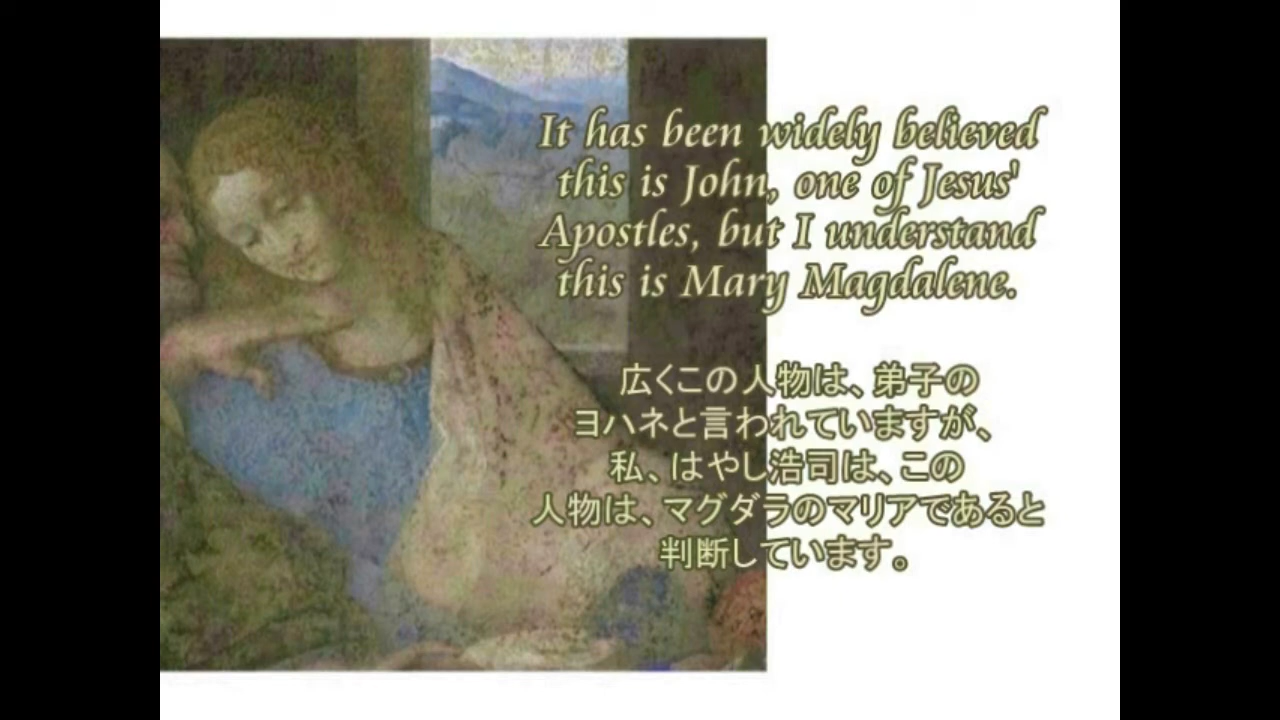 It has been widely believed
this is John, one of Jesus'
Apostles, but I understand
this is Mary Magdalene.
広くこの人物は、弟子の
ヨハネと言われていますが、
私、はやし浩司は、この
人物は、マグダラのマリアであると
判断しています。